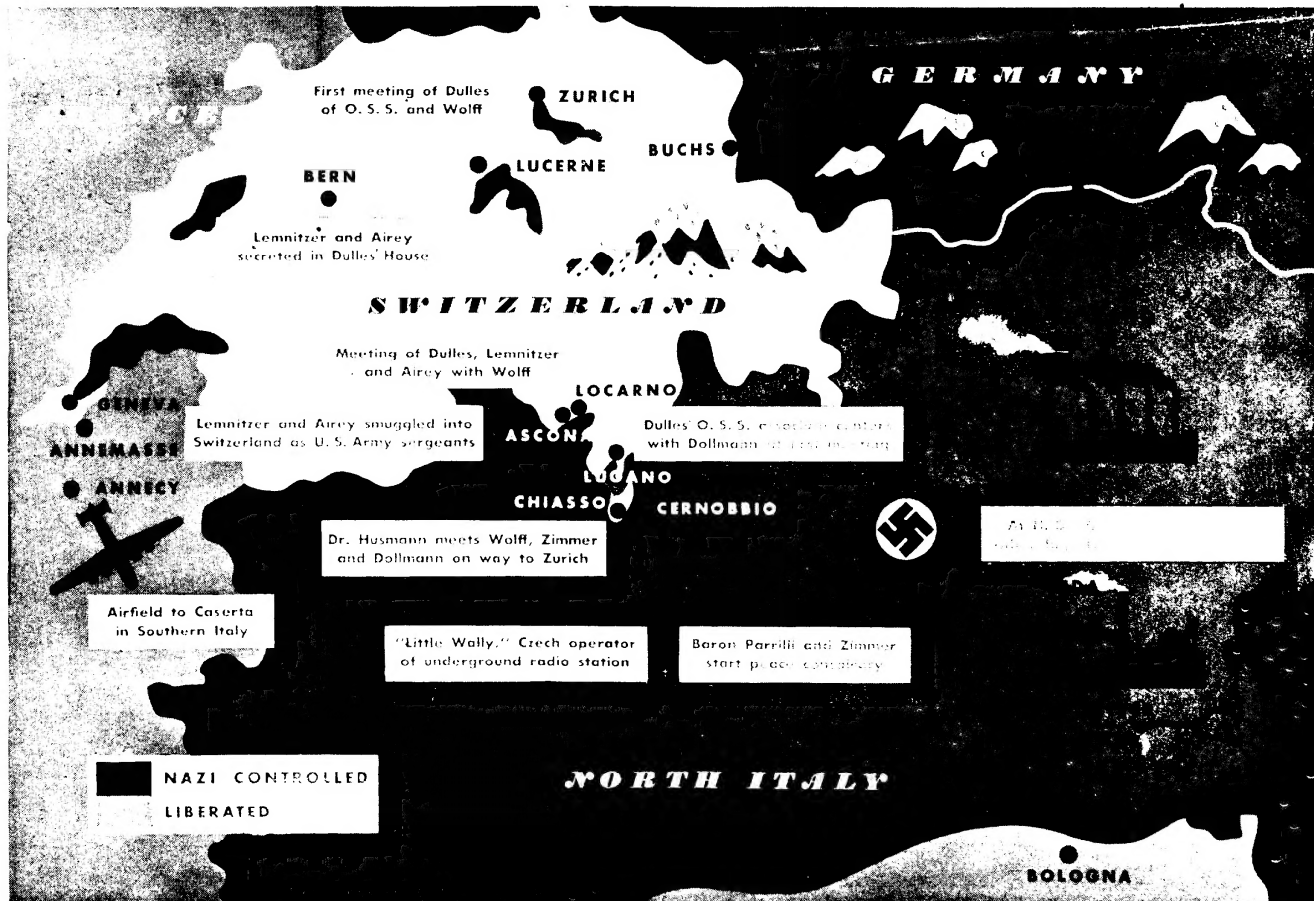 GERMANY
First meeting of Dulles
of O. S. S. and Wolff
ZURICH
BUCHS
LUCERNE
BERN
Lemnitzer and Airey
secreted in Dulles' House
SWITZERLAND
Meeting of Dulles, Lemnitzer
and Airey with Wolff
LOCARNO
GENEVA
Lemnitzer and Airey smuggled into
Switzerland as U. S. Army sergeants
ASCONA
Dulles' O. S. S.
with Dollmann
ANNEMASSE
LUGANO
ANNECY
CHIASSO
CERNOBBIO
Dr. Husmann meets Wolff, Zimmer
and Dollmann on way to Zurich
Airfield to Caserta
in Southern Italy
"Little Wally," Czech operator
of underground radio station
Baron Parrilli and Zimmer
start peace
NAZI CONTROLLED
LIBERATED
NORTH ITALY
BOLOGNA